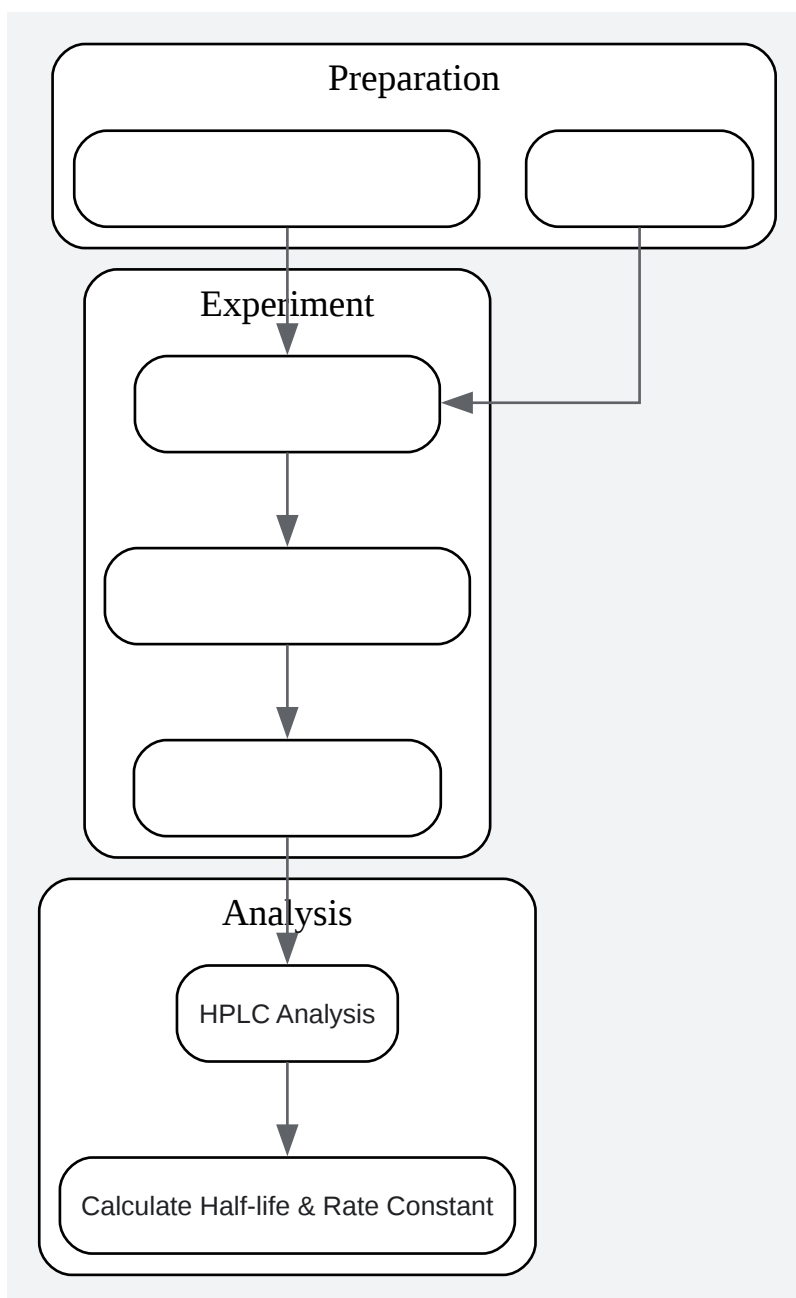 Preparation
Experiment
Analysis
HPLC Analysis
Calculate Half-life & Rate Constant